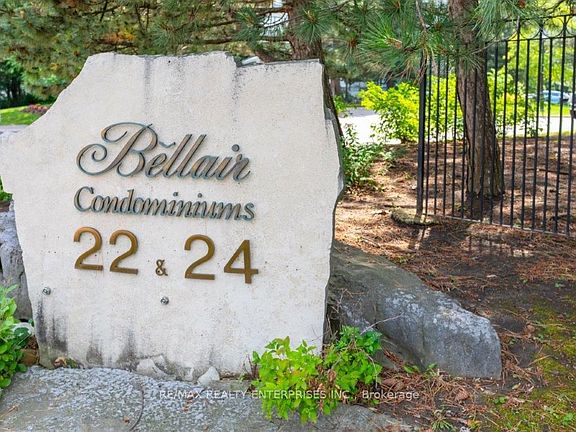 Bellair
Condominiums
22 & 24
RE/MAX REALTY ENTERPRISES INC., Brokerage